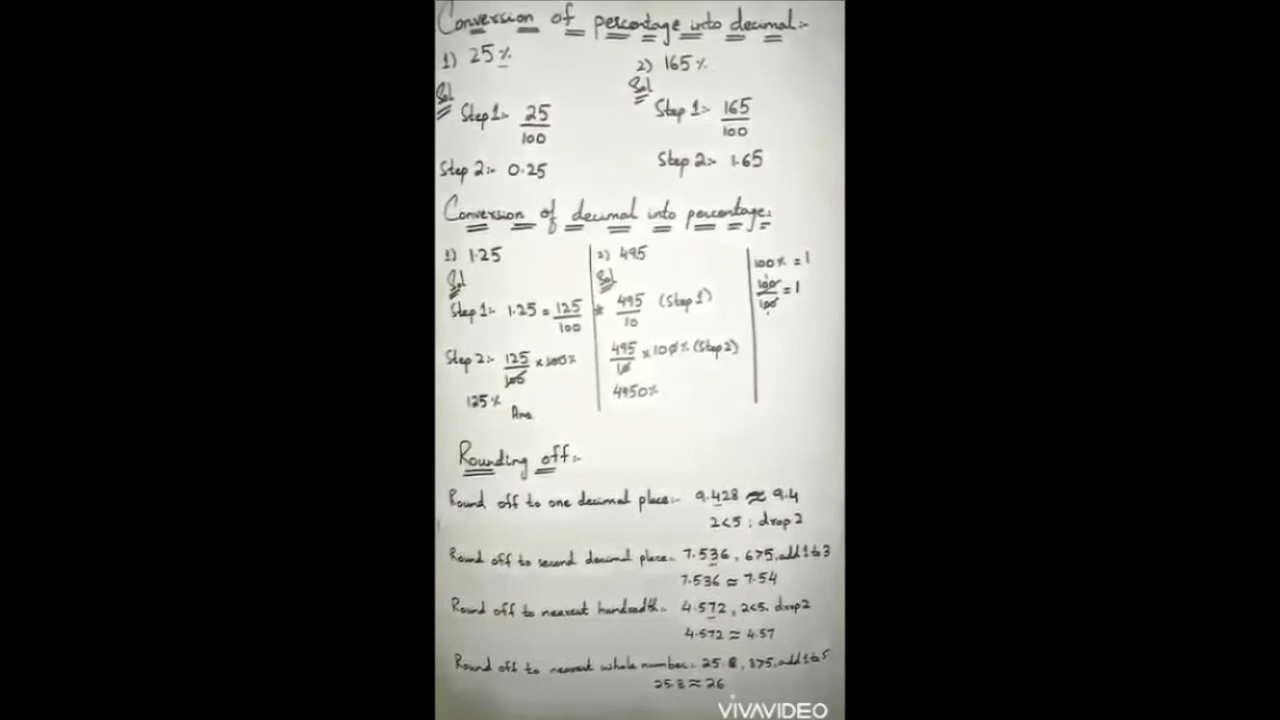 Conversion of percentage into decimal:-
1) 25%
Sol
Step 1:- 25/100
Step 2:- 0.25
2) 165%
Sol
Step 1:- 165/100
Step 2:- 1.65
Conversion of decimal into percentage:
1) 1.25
Sol
Step 1:- 1.25 = 125/100
Step 2:- 125/100 × 100%
125% Ans
2) 495
Sol
* 495/10 (Step 1)
495/10 × 100% (Step 2)
4950%
100% = 1
100/100 = 1
Rounding off:-
Round off to one decimal place:- 9.428 ≈ 9.4
2<5 ; drop 2
Round off to second decimal place:- 7.536, 675, add 1 to 3
7.536 ≈ 7.54
Round off to nearest hundredth:- 4.572, 2<5. drop 2
4.572 ≈ 4.57
Round off to nearest whole number:- 25.8, 875, add 1 to 5
25.8 ≈ 26
VIVAVIDEO